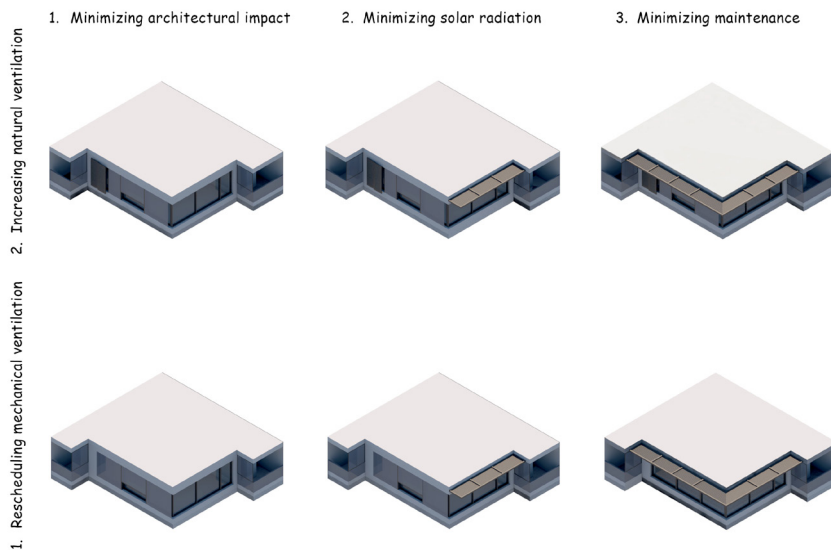 1. Minimizing architectural impact
2. Minimizing solar radiation
3. Minimizing maintenance
2. Increasing natural ventilation
1. Rescheduling mechanical ventilation